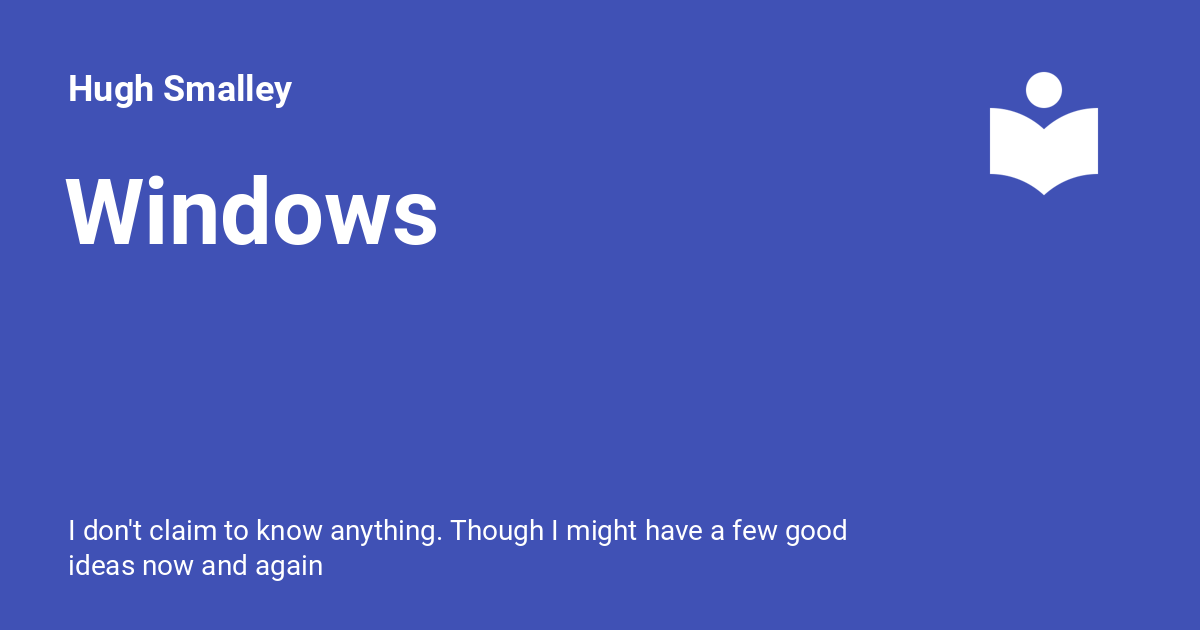 Hugh Smalley
Windows
I don't claim to know anything. Though I might have a few good
ideas now and again